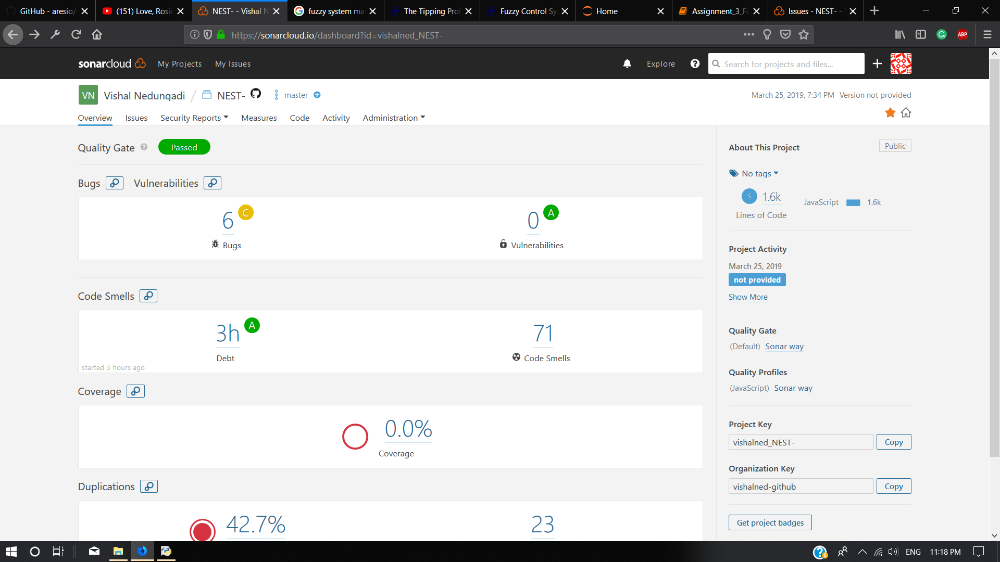 GitHub - aresio/
(151) Love, Rosie
NEST- - Vishal N
fuzzy system ma
The Tipping Pro
Fuzzy Control Sy
Home
Assignment_3_Fu
Issues - NEST- -
https://sonarcloud.io/dashboard?id=vishalned_NEST-
ABP
sonarcloud
My Projects
My Issues
Explore
Search for projects and files...
VN
Vishal Nedungadi / NEST-
master
March 25, 2019, 7:34 PM Version not provided
Overview
Issues
Security Reports
Measures
Code
Activity
Administration
Quality Gate
Passed
Bugs
Vulnerabilities
6 C
Bugs
0 A
Vulnerabilities
Code Smells
3h A
Debt
started 3 hours ago
71
Code Smells
Coverage
0.0%
Coverage
Duplications
42.7%
23
About This Project
Public
No tags
S 1.6k
Lines of Code
JavaScript 1.6k
Project Activity
March 25, 2019
not provided
Show More
Quality Gate
(Default) Sonar way
Quality Profiles
(JavaScript) Sonar way
Project Key
vishalned_NEST-
Copy
Organization Key
vishalned-github
Copy
Get project badges
ENG
11:18 PM